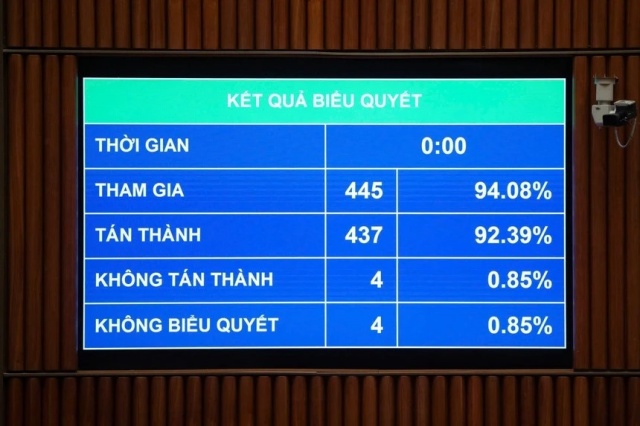 KẾT QUẢ BIỂU QUYẾT
THỜI GIAN 0:00
THAM GIA 445 94.08%
TÁN THÀNH 437 92.39%
KHÔNG TÁN THÀNH 4 0.85%
KHÔNG BIỂU QUYẾT 4 0.85%